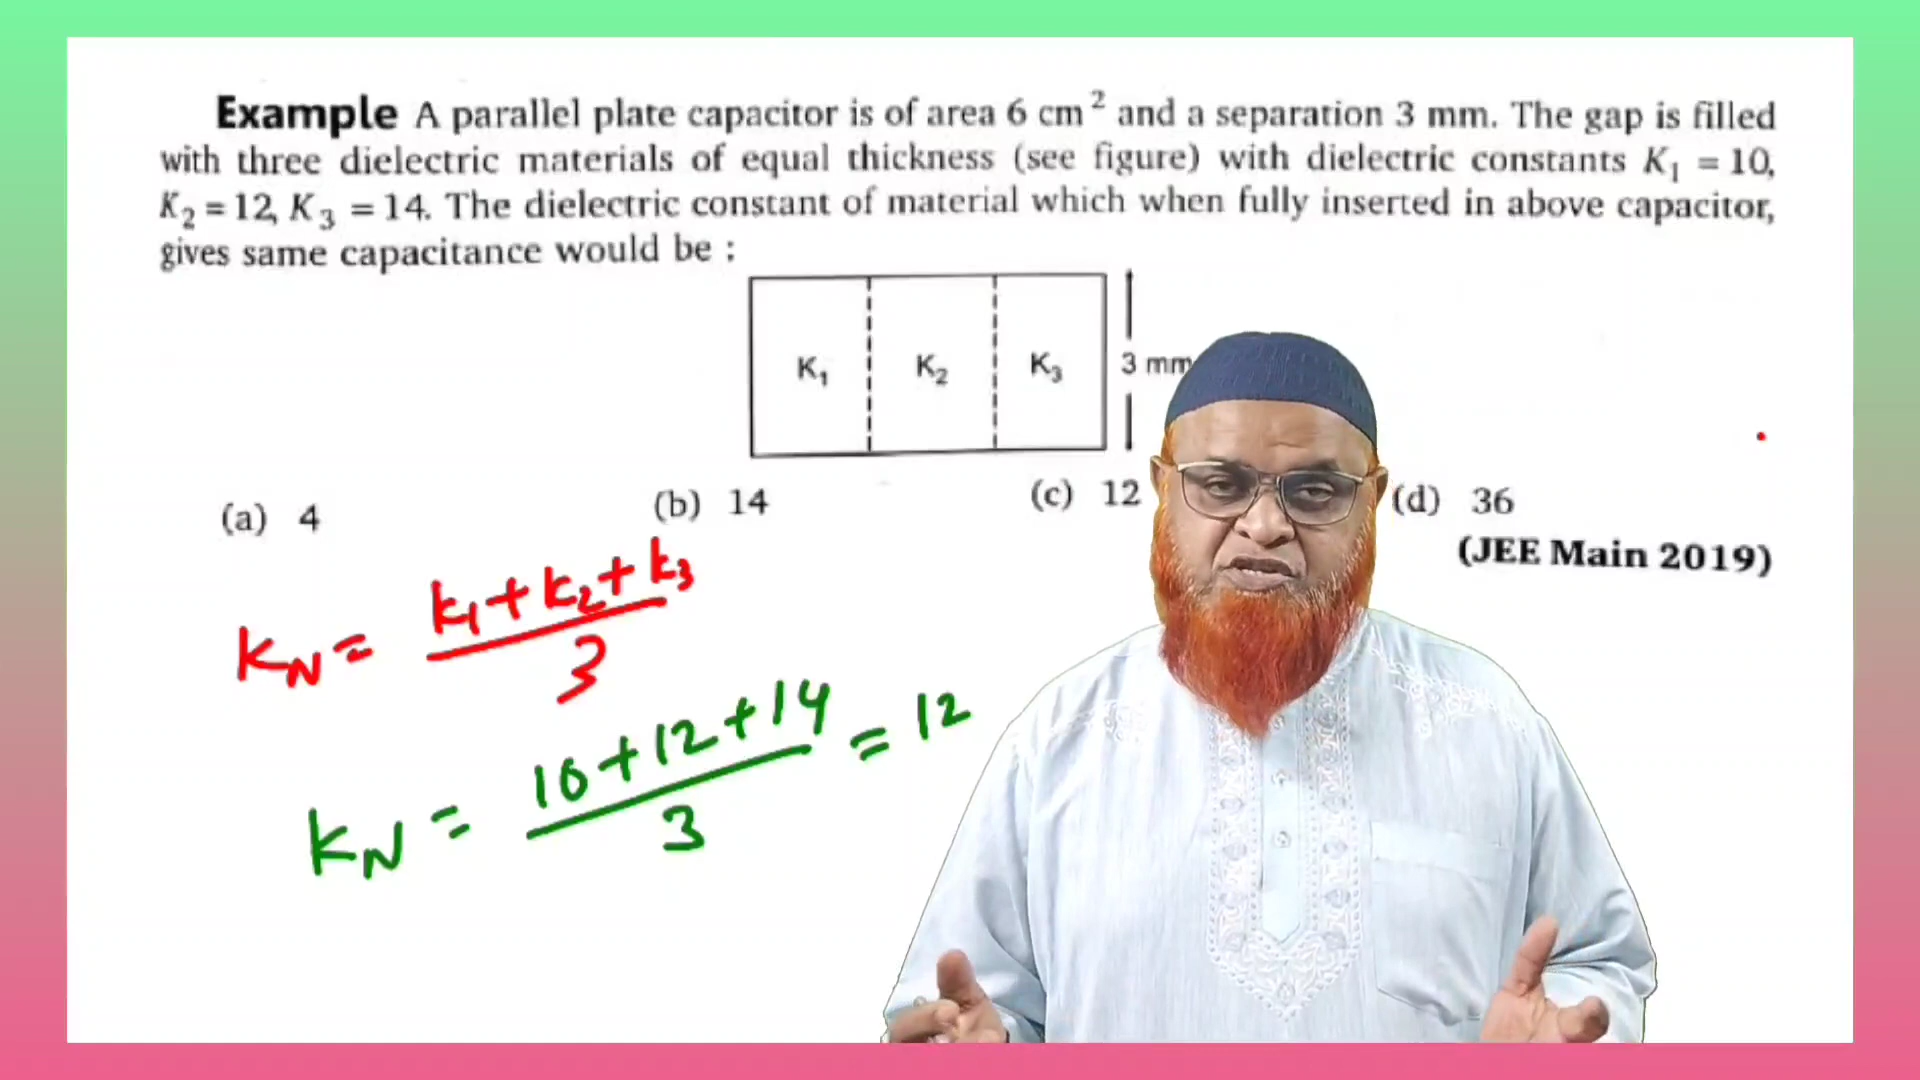 Example A parallel plate capacitor is of area 6 cm² and a separation 3 mm. The gap is filled
with three dielectric materials of equal thickness (see figure) with dielectric constants K₁ = 10,
K₂ = 12, K₃ = 14. The dielectric constant of material which when fully inserted in above capacitor,
gives same capacitance would be :
K₁ K₂ K₃ 3 mm
(a) 4 (b) 14 (c) 12 (d) 36
(JEE Main 2019)
K_N = (K₁+K₂+K₃)/3
K_N = (10+12+14)/3 = 12